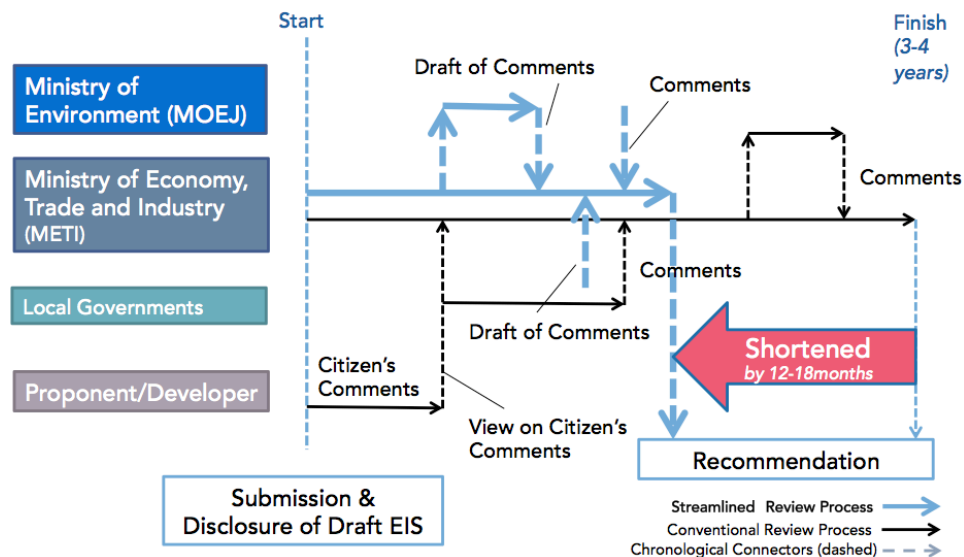 Start
Finish
(3-4
years)
Ministry of
Environment (MOEJ)
Draft of Comments
Comments
Ministry of Economy,
Trade and Industry
(METI)
Comments
Local Governments
Comments
Draft of Comments
Shortened
by 12-18months
Proponent/Developer
Citizen's
Comments
View on Citizen's
Comments
Recommendation
Submission &
Disclosure of Draft EIS
Streamlined Review Process
Conventional Review Process
Chronological Connectors (dashed)